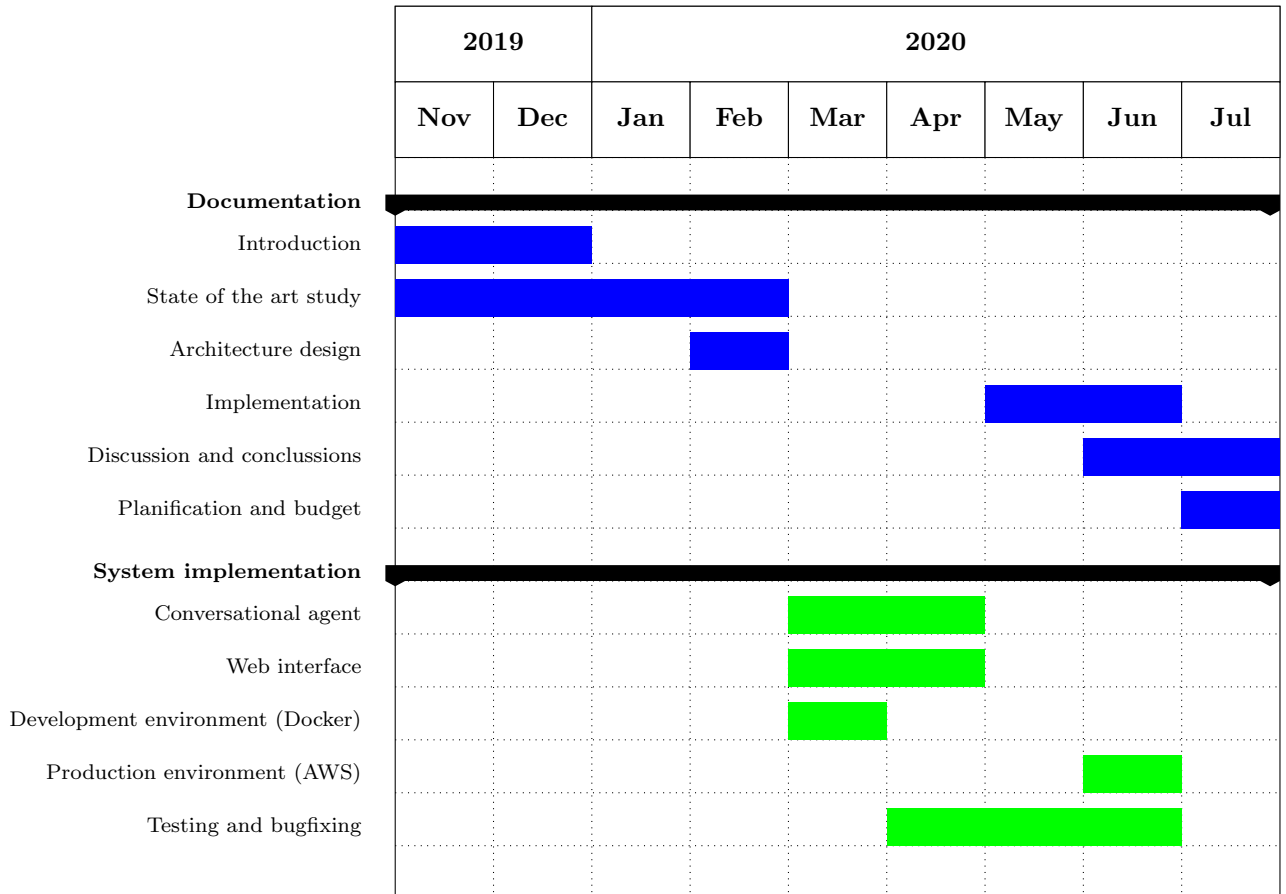 2019 2020
Nov Dec Jan Feb Mar Apr May Jun Jul
Documentation
Introduction
State of the art study
Architecture design
Implementation
Discussion and conclussions
Planification and budget
System implementation
Conversational agent
Web interface
Development environment (Docker)
Production environment (AWS)
Testing and bugfixing